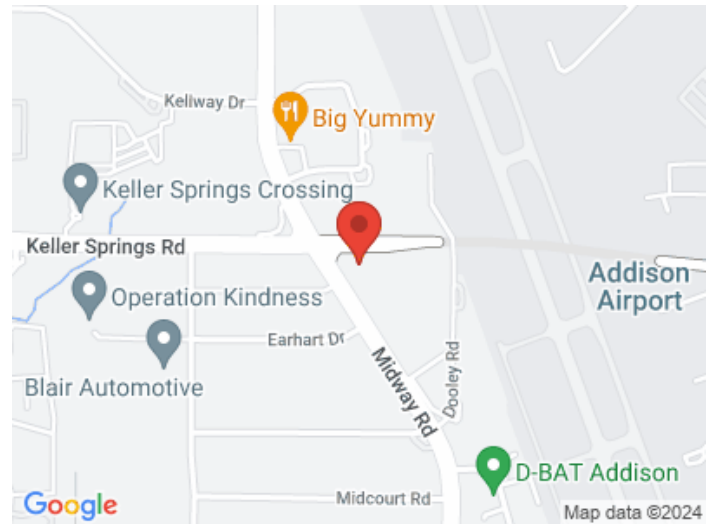 Kellway Dr
Big Yummy
Keller Springs Crossing
Keller Springs Rd
Addison
Airport
Operation Kindness
Earhart Dr
Blair Automotive
Midway Rd
Dooley Rd
D-BAT Addison
Midcourt Rd
Google
Map data ©2024